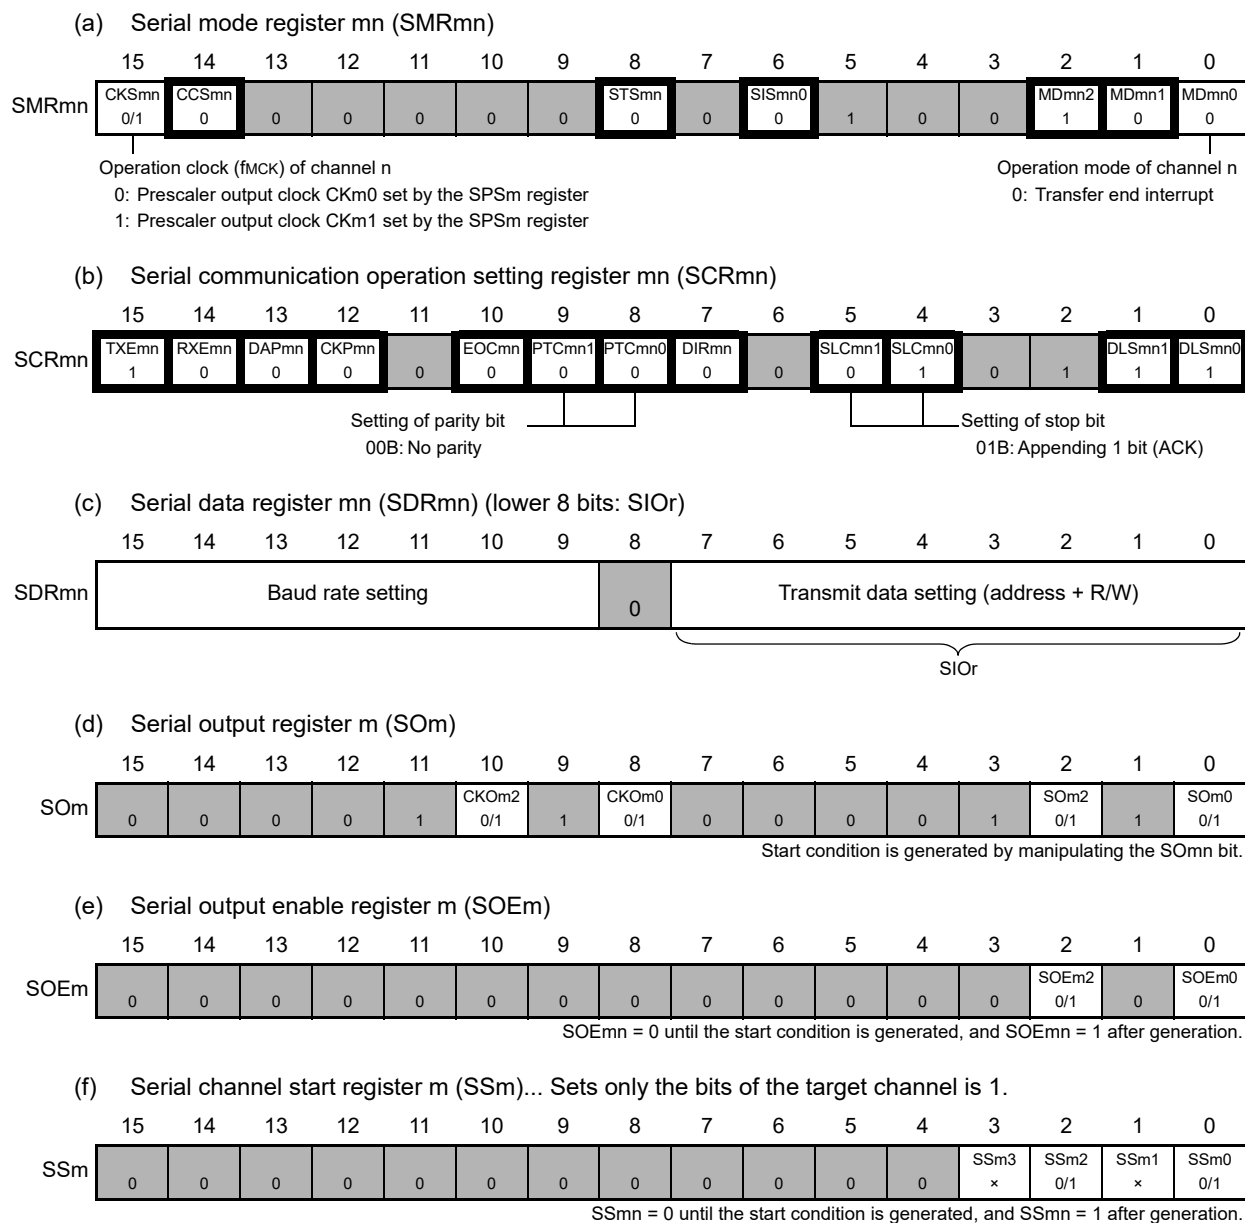 (a) Serial mode register mn (SMRmn)
15 14 13 12 11 10 9 8 7 6 5 4 3 2 1 0
CKSmn CCSmn STSmn SISmn0 MDmn2 MDmn1 MDmn0
SMRmn 0/1 0 0 0 0 0 0 0 0 0 1 0 0 1 0 0
Operation clock (fMCK) of channel n Operation mode of channel n
0: Prescaler output clock CKm0 set by the SPSm register 0: Transfer end interrupt
1: Prescaler output clock CKm1 set by the SPSm register
(b) Serial communication operation setting register mn (SCRmn)
15 14 13 12 11 10 9 8 7 6 5 4 3 2 1 0
TXEmn RXEmn DAPmn CKPmn EOCmn PTCmn1 PTCmn0 DIRmn SLCmn1 SLCmn0 DLSmn1 DLSmn0
SCRmn 1 0 0 0 0 0 0 0 0 0 0 1 0 1 1 1
Setting of parity bit Setting of stop bit
00B: No parity 01B: Appending 1 bit (ACK)
(c) Serial data register mn (SDRmn) (lower 8 bits: SIOr)
15 14 13 12 11 10 9 8 7 6 5 4 3 2 1 0
SDRmn Baud rate setting 0 Transmit data setting (address + R/W)
SIOr
(d) Serial output register m (SOm)
15 14 13 12 11 10 9 8 7 6 5 4 3 2 1 0
CKOm2 CKOm0 SOm2 SOm0
SOm 0 0 0 0 1 0/1 1 0/1 0 0 0 0 1 0/1 1 0/1
Start condition is generated by manipulating the SOmn bit.
(e) Serial output enable register m (SOEm)
15 14 13 12 11 10 9 8 7 6 5 4 3 2 1 0
SOEm2 SOEm0
SOEm 0 0 0 0 0 0 0 0 0 0 0 0 0 0/1 0 0/1
SOEmn = 0 until the start condition is generated, and SOEmn = 1 after generation.
(f) Serial channel start register m (SSm)... Sets only the bits of the target channel is 1.
15 14 13 12 11 10 9 8 7 6 5 4 3 2 1 0
SSm3 SSm2 SSm1 SSm0
SSm 0 0 0 0 0 0 0 0 0 0 0 0 × 0/1 × 0/1
SSmn = 0 until the start condition is generated, and SSmn = 1 after generation.